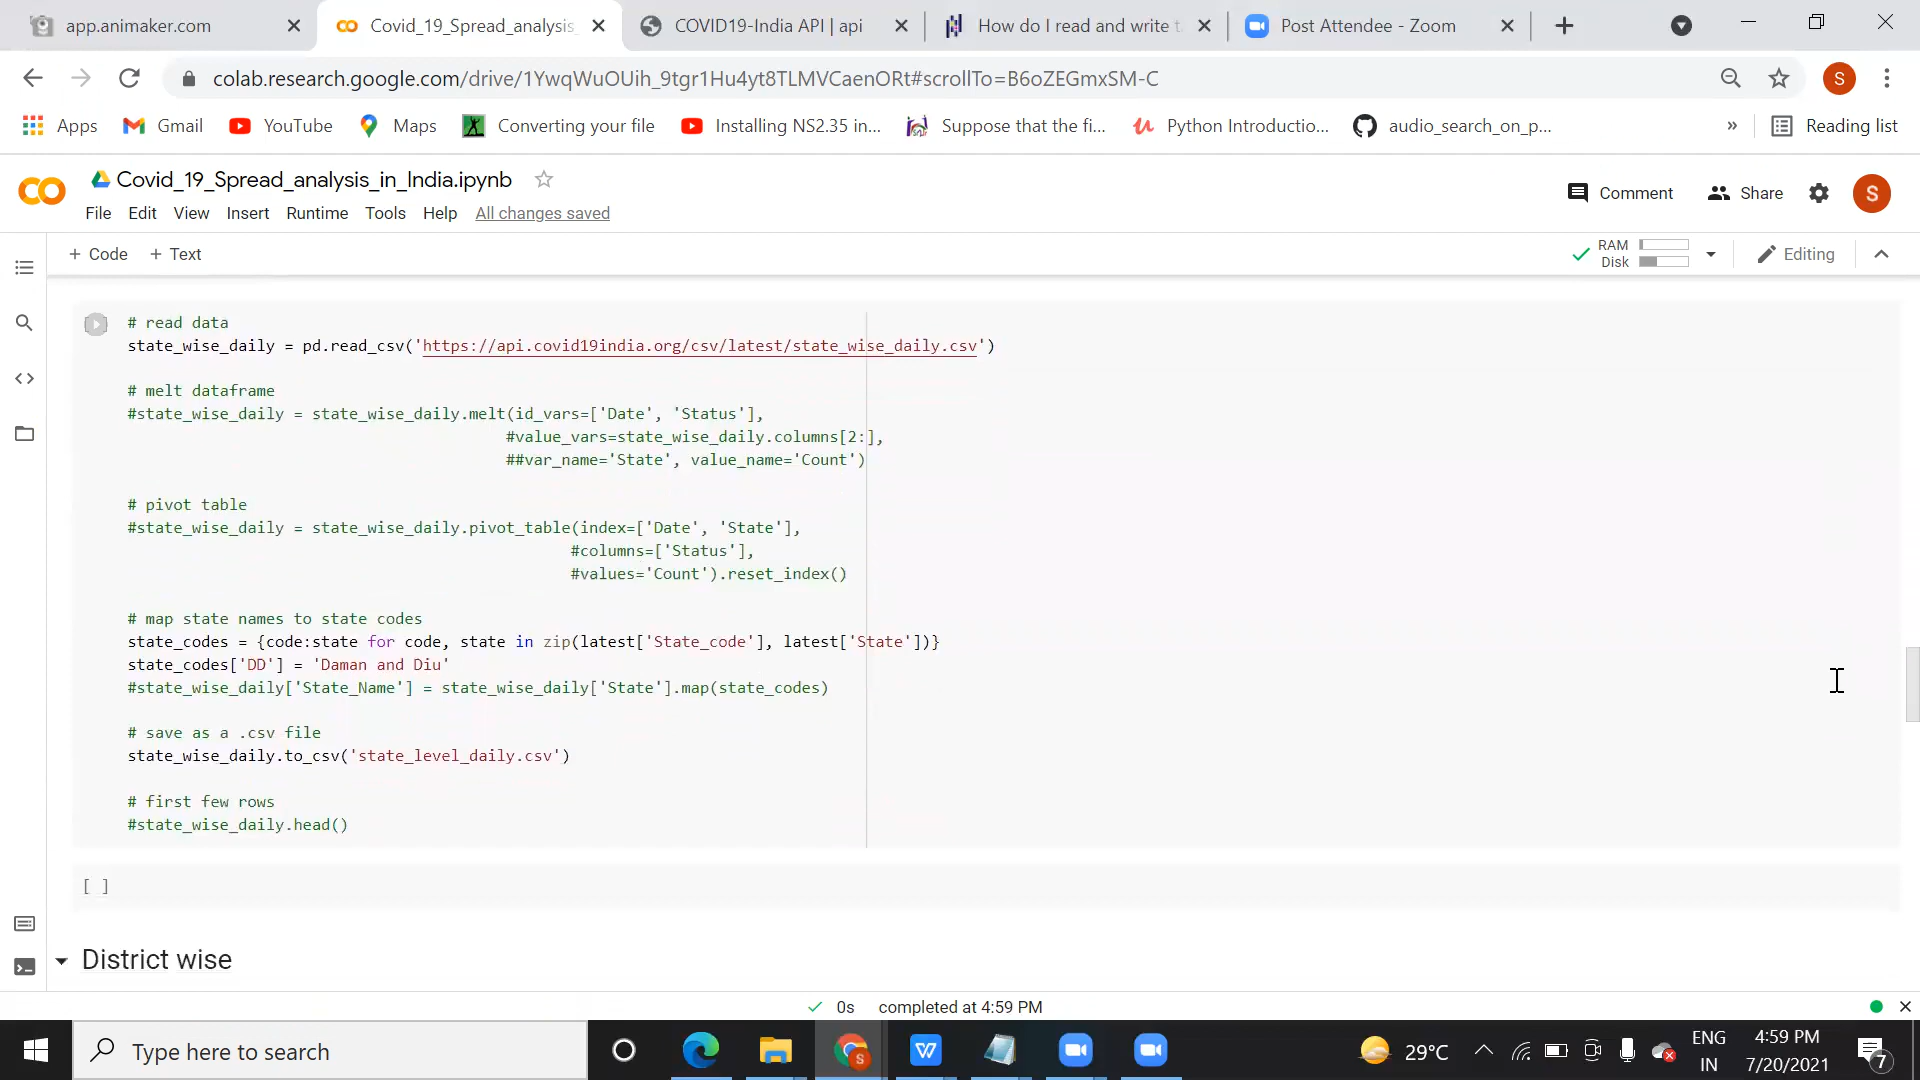 app.animaker.com
Covid_19_Spread_analysis_
COVID19-India API | api
How do I read and write t
Post Attendee - Zoom
colab.research.google.com/drive/1YwqWuOUih_9tgr1Hu4yt8TLMVCaenORt#scrollTo=B6oZEGmxSM-C
S
Apps
Gmail
YouTube
Maps
Converting your file
Installing NS2.35 in...
Suppose that the fi...
Python Introductio...
audio_search_on_p...
»
Reading list
Covid_19_Spread_analysis_in_India.ipynb
Comment
Share
S
File Edit View Insert Runtime Tools Help All changes saved
+ Code + Text
RAM
Disk
Editing
# read data
state_wise_daily = pd.read_csv('https://api.covid19india.org/csv/latest/state_wise_daily.csv')
# melt dataframe
#state_wise_daily = state_wise_daily.melt(id_vars=['Date', 'Status'],
#value_vars=state_wise_daily.columns[2:],
##var_name='State', value_name='Count')
# pivot table
#state_wise_daily = state_wise_daily.pivot_table(index=['Date', 'State'],
#columns=['Status'],
#values='Count').reset_index()
# map state names to state codes
state_codes = {code:state for code, state in zip(latest['State_code'], latest['State'])}
state_codes['DD'] = 'Daman and Diu'
#state_wise_daily['State_Name'] = state_wise_daily['State'].map(state_codes)
# save as a .csv file
state_wise_daily.to_csv('state_level_daily.csv')
# first few rows
#state_wise_daily.head()
[ ]
District wise
0s completed at 4:59 PM
Type here to search
29°C
ENG
IN
4:59 PM
7/20/2021
7